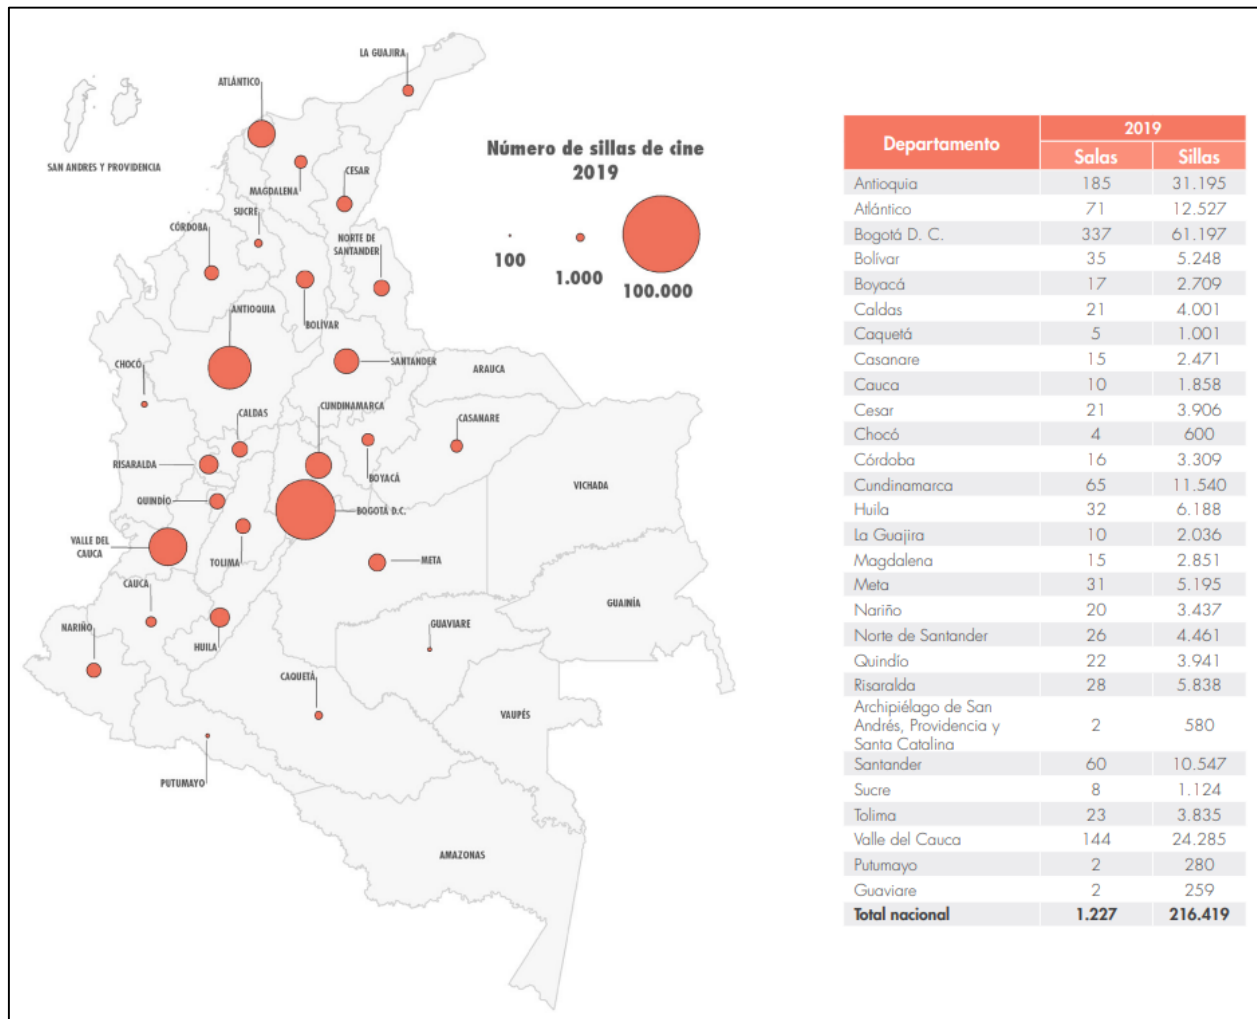 LA GUAJIRA
ATLÁNTICO
SAN ANDRES Y PROVIDENCIA
MAGDALENA
CESAR
SUCRE
CÓRDOBA
NORTE DE
SANTANDER
BOLÍVAR
ANTIOQUIA
SANTANDER
ARAUCA
CHOCÓ
CUNDINAMARCA
CALDAS
CASANARE
RISARALDA
BOYACÁ
VICHADA
QUINDÍO
BOGOTÁ D.C.
VALLE DEL
CAUCA
TOLIMA
META
CAUCA
GUAINÍA
NARIÑO
GUAVIARE
HUILA
CAQUETÁ
VAUPÉS
PUTUMAYO
AMAZONAS
Número de sillas de cine
2019
100
1.000
100.000
Departamento 2019
Salas Sillas
Antioquia 185 31.195
Atlántico 71 12.527
Bogotá D. C. 337 61.197
Bolívar 35 5.248
Boyacá 17 2.709
Caldas 21 4.001
Caquetá 5 1.001
Casanare 15 2.471
Cauca 10 1.858
Cesar 21 3.906
Chocó 4 600
Córdoba 16 3.309
Cundinamarca 65 11.540
Huila 32 6.188
La Guajira 10 2.036
Magdalena 15 2.851
Meta 31 5.195
Nariño 20 3.437
Norte de Santander 26 4.461
Quindío 22 3.941
Risaralda 28 5.838
Archipiélago de San
Andrés, Providencia y 2 580
Santa Catalina
Santander 60 10.547
Sucre 8 1.124
Tolima 23 3.835
Valle del Cauca 144 24.285
Putumayo 2 280
Guaviare 2 259
Total nacional 1.227 216.419